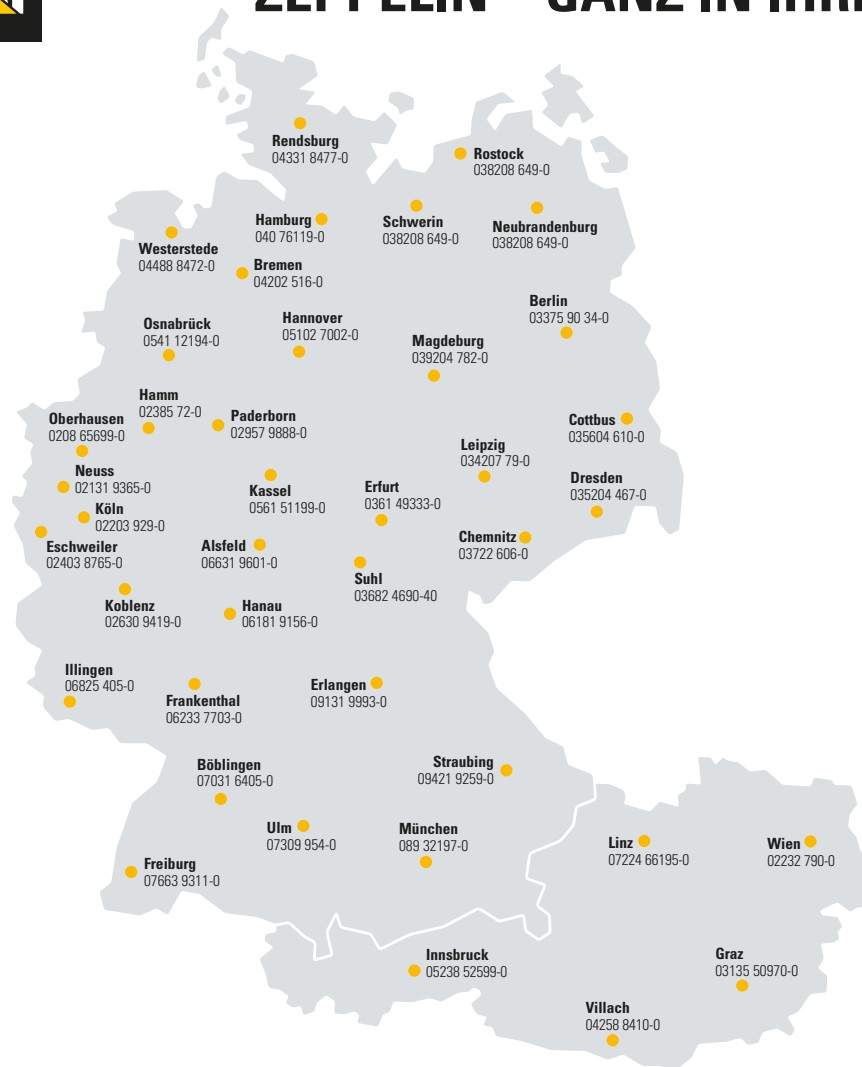 ZEPPELIN – GANZ IN IHRE
Rendsburg
04331 8477-0
Rostock
038208 649-0
Hamburg
040 76119-0
Schwerin
038208 649-0
Neubrandenburg
038208 649-0
Westerstede
04488 8472-0
Bremen
04202 516-0
Berlin
03375 90 34-0
Osnabrück
0541 12194-0
Hannover
05102 7002-0
Magdeburg
039204 782-0
Hamm
02385 72-0
Oberhausen
0208 65699-0
Paderborn
02957 9888-0
Cottbus
035604 610-0
Leipzig
034207 79-0
Neuss
02131 9365-0
Kassel
0561 51199-0
Erfurt
0361 49333-0
Dresden
035204 467-0
Köln
02203 929-0
Eschweiler
02403 8765-0
Alsfeld
06631 9601-0
Chemnitz
03722 606-0
Suhl
03682 4690-40
Koblenz
02630 9419-0
Hanau
06181 9156-0
Illingen
06825 405-0
Frankenthal
06233 7703-0
Erlangen
09131 9993-0
Böblingen
07031 6405-0
Straubing
09421 9259-0
Ulm
07309 954-0
München
089 32197-0
Linz
07224 66195-0
Wien
02232 790-0
Freiburg
07663 9311-0
Innsbruck
05238 52599-0
Graz
03135 50970-0
Villach
04258 8410-0